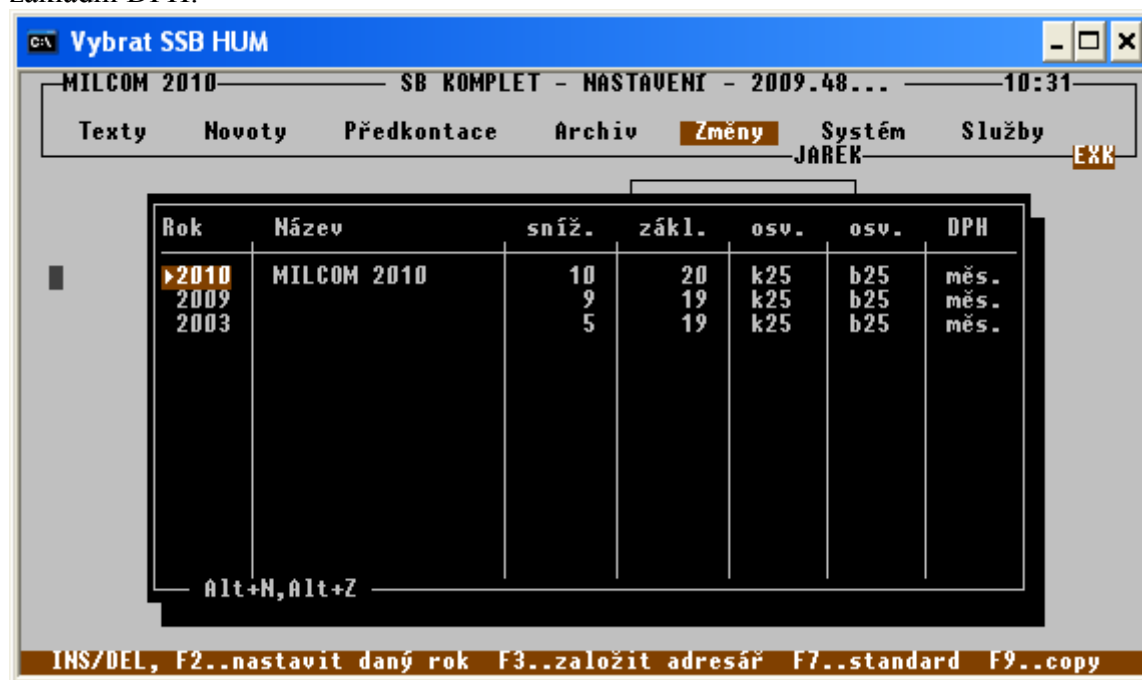 Vybrat SSB HUM
MILCOM 2010 SB KOMPLET - NASTAVENÍ - 2009.48... 10:31
Texty Novoty Předkontace Archiv Změny Systém Služby
JAREK EXK
Rok Název sníž. zákl. osv. osv. DPH
▸2010 MILCOM 2010 10 20 k25 b25 měs.
2009 9 19 k25 b25 měs.
2003 5 19 k25 b25 měs.
Alt+N,Alt+Z
INS/DEL, F2..nastavit daný rok F3..založit adresář F7..standard F9..copy